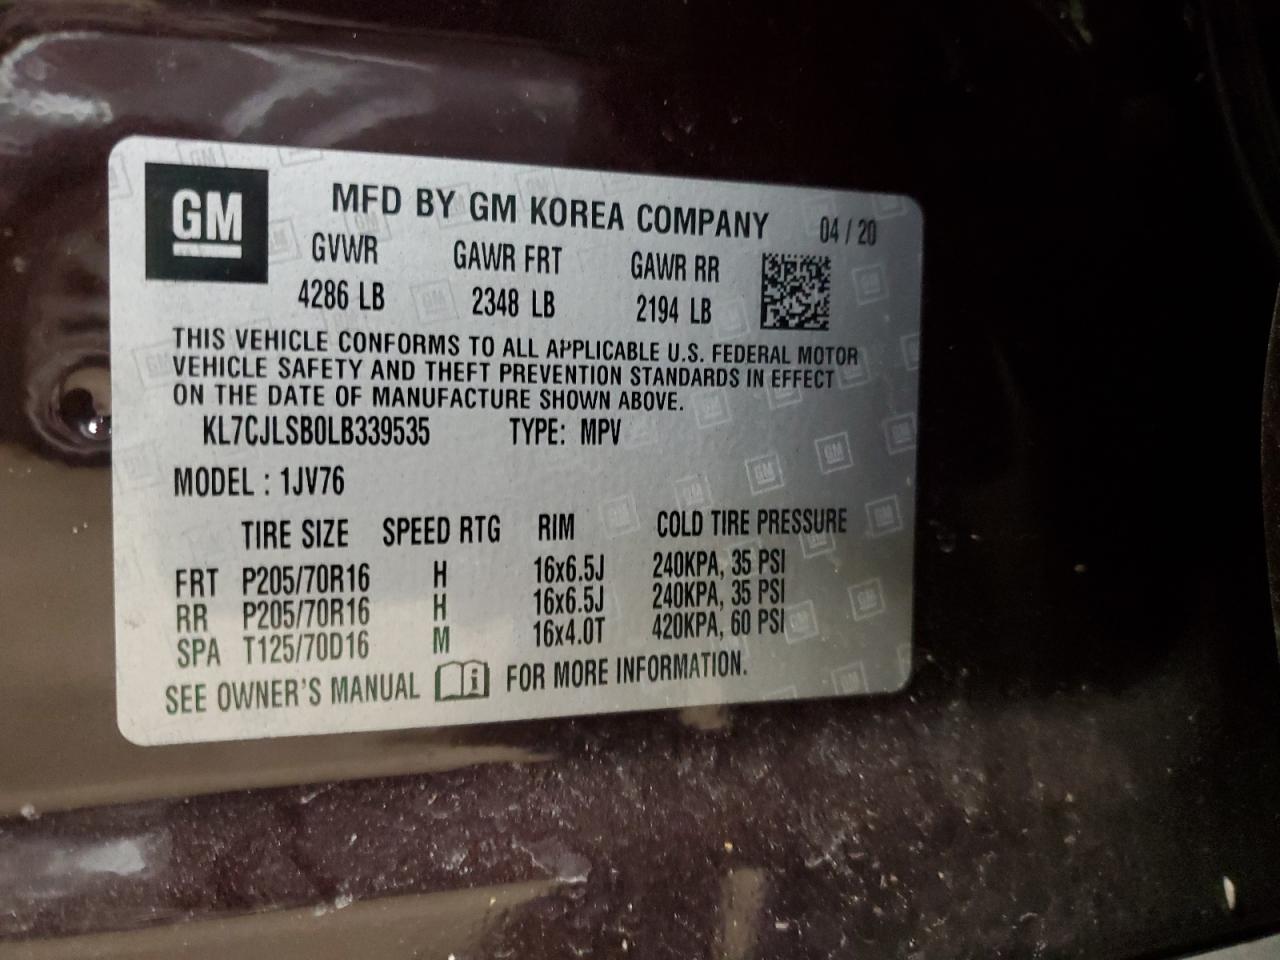 GM
MFD BY GM KOREA COMPANY 04 / 20
GVWR GAWR FRT GAWR RR
4286 LB 2348 LB 2194 LB
THIS VEHICLE CONFORMS TO ALL APPLICABLE U.S. FEDERAL MOTOR
VEHICLE SAFETY AND THEFT PREVENTION STANDARDS IN EFFECT
ON THE DATE OF MANUFACTURE SHOWN ABOVE.
KL7CJLSB0LB339535 TYPE: MPV
MODEL : 1JV76
TIRE SIZE SPEED RTG RIM COLD TIRE PRESSURE
FRT P205/70R16 H 16x6.5J 240KPA, 35 PSI
RR P205/70R16 H 16x6.5J 240KPA, 35 PSI
SPA T125/70D16 M 16x4.0T 420KPA, 60 PSI
SEE OWNER'S MANUAL i FOR MORE INFORMATION.